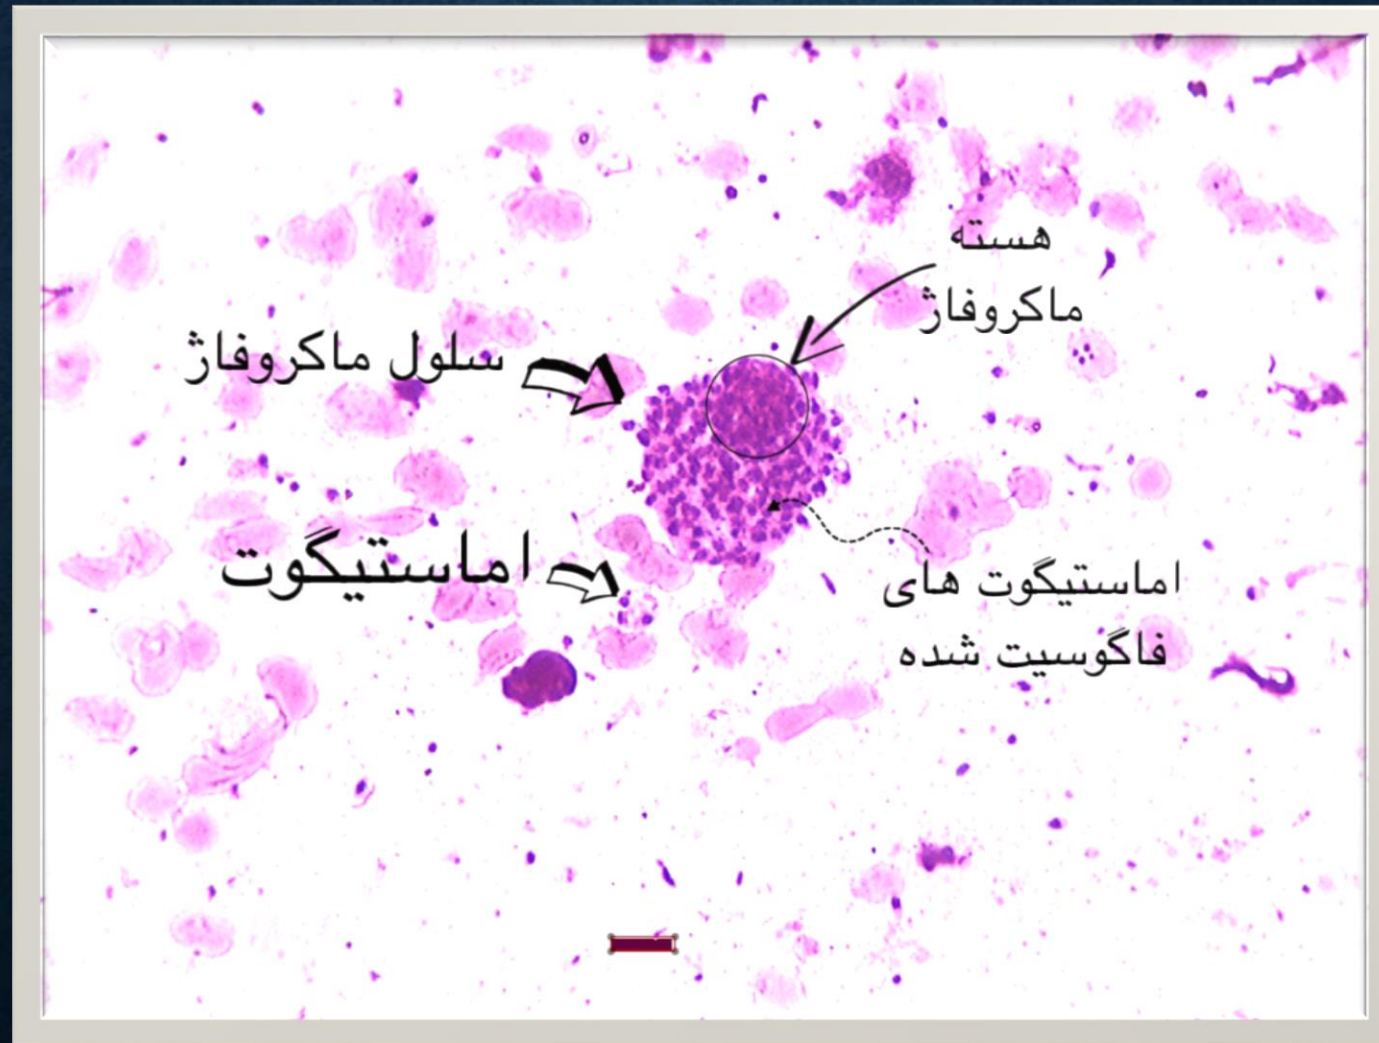 هسته
ماکروفاژ
سلول ماکروفاژ
اماستیگوت
اماستیگوت های
فاگوسیت شده